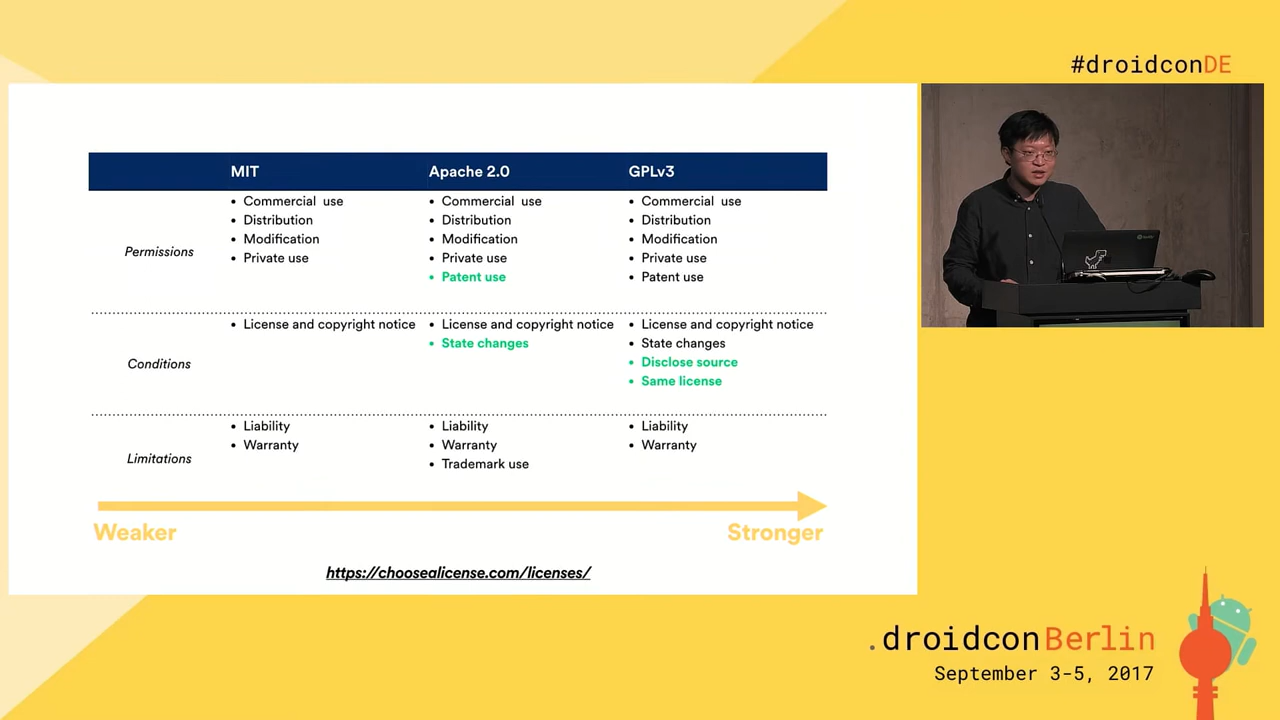 #droidconDE
MIT
Apache 2.0
GPLv3
Permissions
• Commercial use
• Distribution
• Modification
• Private use
• Commercial use
• Distribution
• Modification
• Private use
• Patent use
• Commercial use
• Distribution
• Modification
• Private use
• Patent use
Conditions
• License and copyright notice
• License and copyright notice
• State changes
• License and copyright notice
• State changes
• Disclose source
• Same license
Limitations
• Liability
• Warranty
• Liability
• Warranty
• Trademark use
• Liability
• Warranty
Weaker
Stronger
https://choosealicense.com/licenses/
.droidconBerlin
September 3-5, 2017